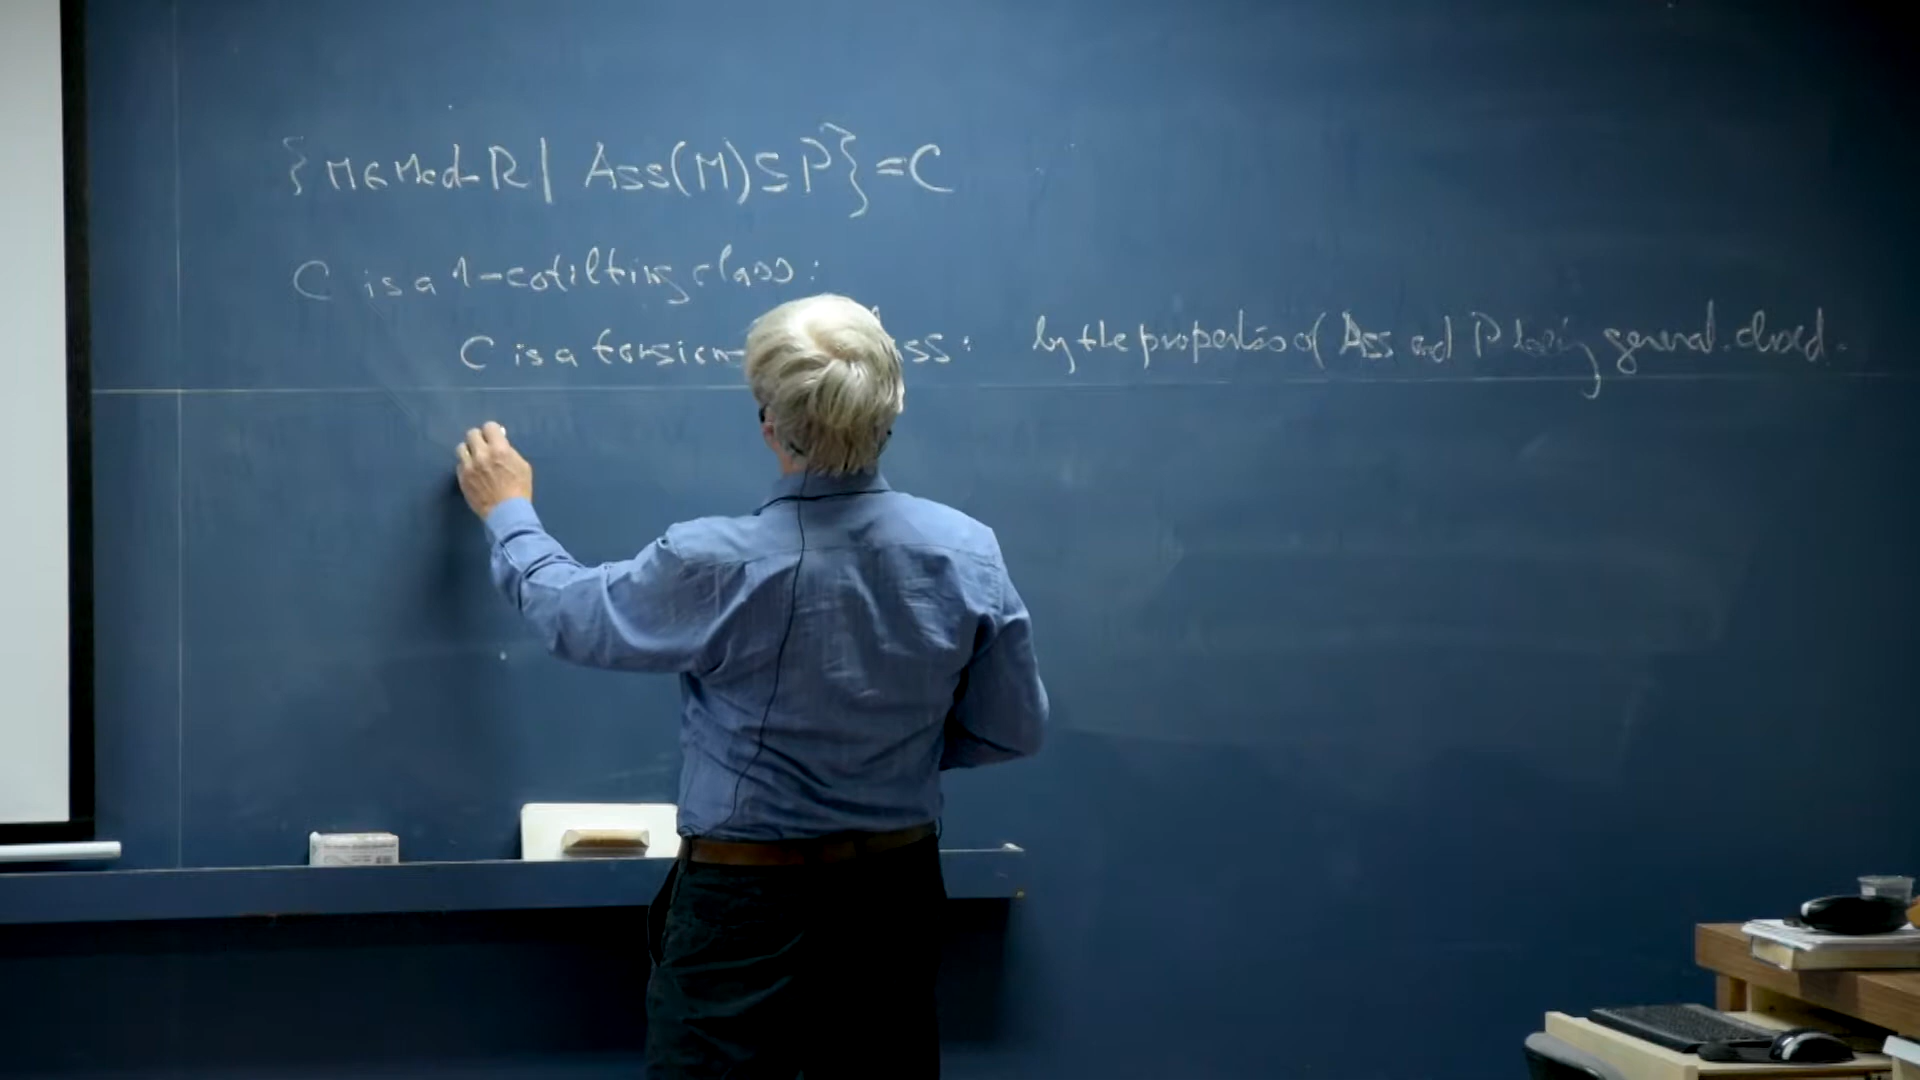 {M∈Mod-R | Ass(M)⊆P}=C
C is a 1-cotilting class:
C is a torsion- ss: by the properties of Ass and P being general. closed.